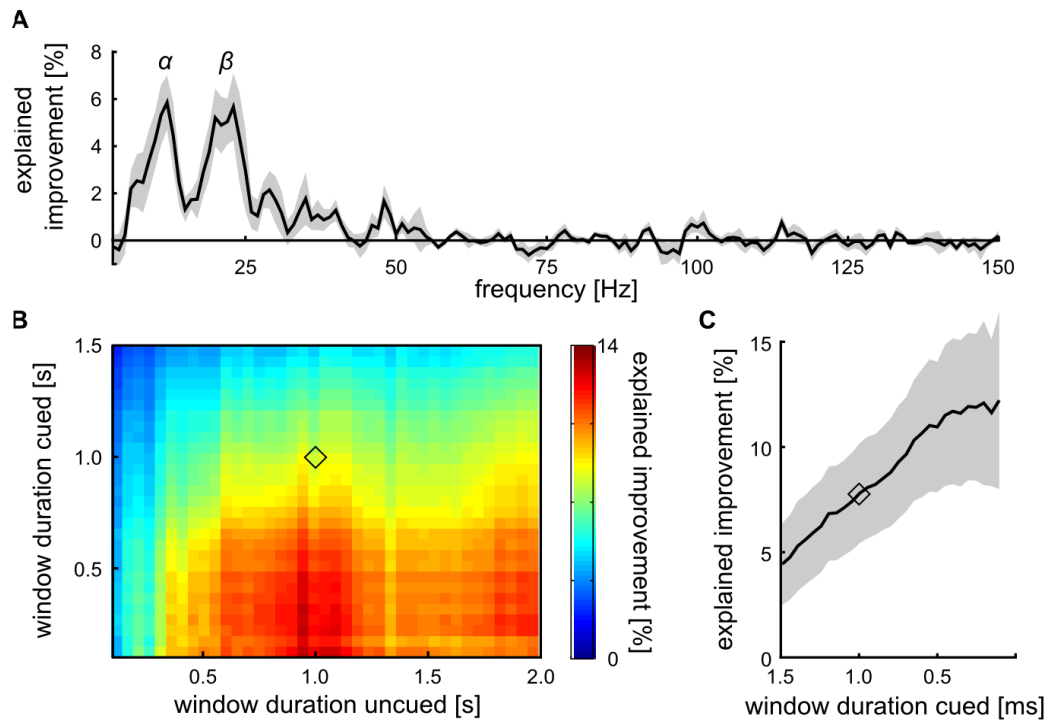 A
explained
improvement [%]
8
6
4
2
0
α
β
25
50
75
100
125
150
frequency [Hz]
B
window duration cued [s]
1.5
1.0
0.5
0.5
1.0
1.5
2.0
window duration uncued [s]
14
0
explained improvement [%]
C
explained improvement [%]
15
10
5
0
1.5
1.0
0.5
window duration cued [ms]